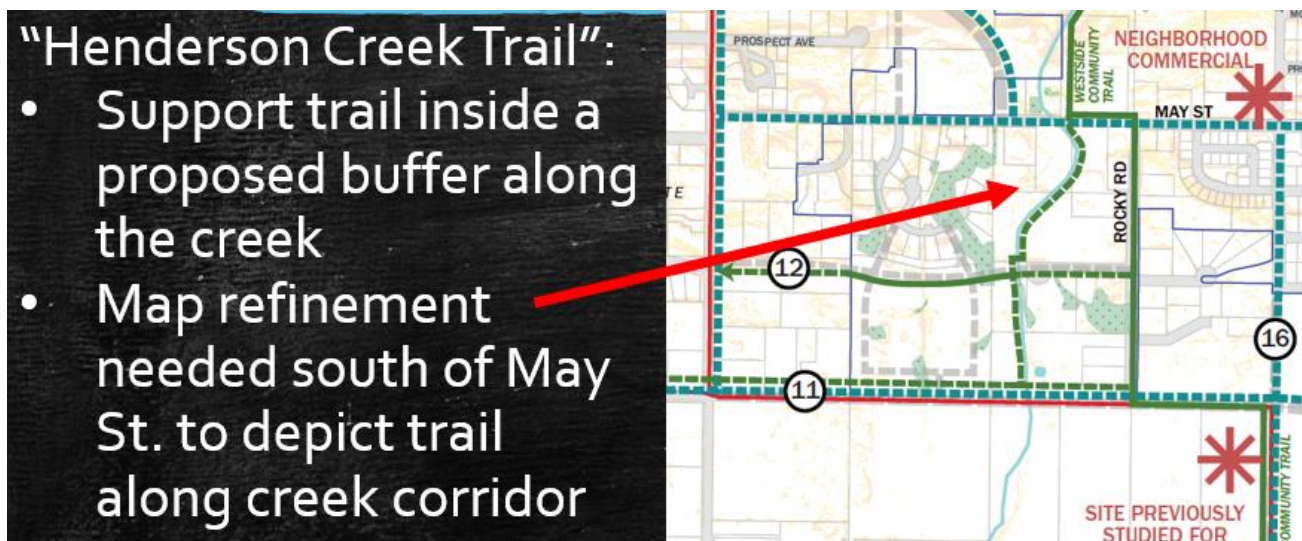 “Henderson Creek Trail”:
• Support trail inside a
proposed buffer along
the creek
• Map refinement
needed south of May
St. to depict trail
along creek corridor
PROSPECT AVE
WESTSIDE
COMMUNITY
TRAIL
NEIGHBORHOOD
COMMERCIAL
MAY ST
ROCKY RD
12
16
11
SITE PREVIOUSLY
STUDIED FOR
OMMUNITY TRAIL